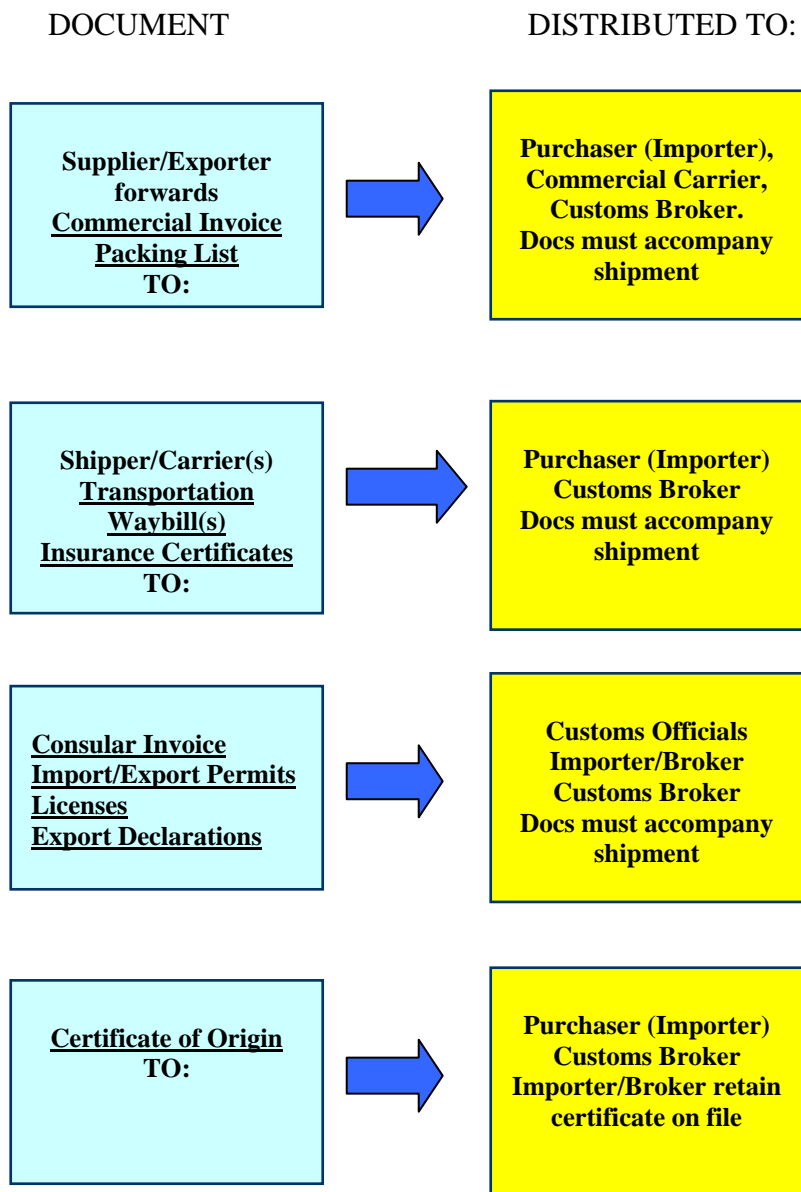 DOCUMENT
DISTRIBUTED TO:
Supplier/Exporter
forwards
Commercial Invoice
Packing List
TO:
Purchaser (Importer),
Commercial Carrier,
Customs Broker.
Docs must accompany
shipment
Shipper/Carrier(s)
Transportation
Waybill(s)
Insurance Certificates
TO:
Purchaser (Importer)
Customs Broker
Docs must accompany
shipment
Consular Invoice
Import/Export Permits
Licenses
Export Declarations
Customs Officials
Importer/Broker
Customs Broker
Docs must accompany
shipment
Certificate of Origin
TO:
Purchaser (Importer)
Customs Broker
Importer/Broker retain
certificate on file